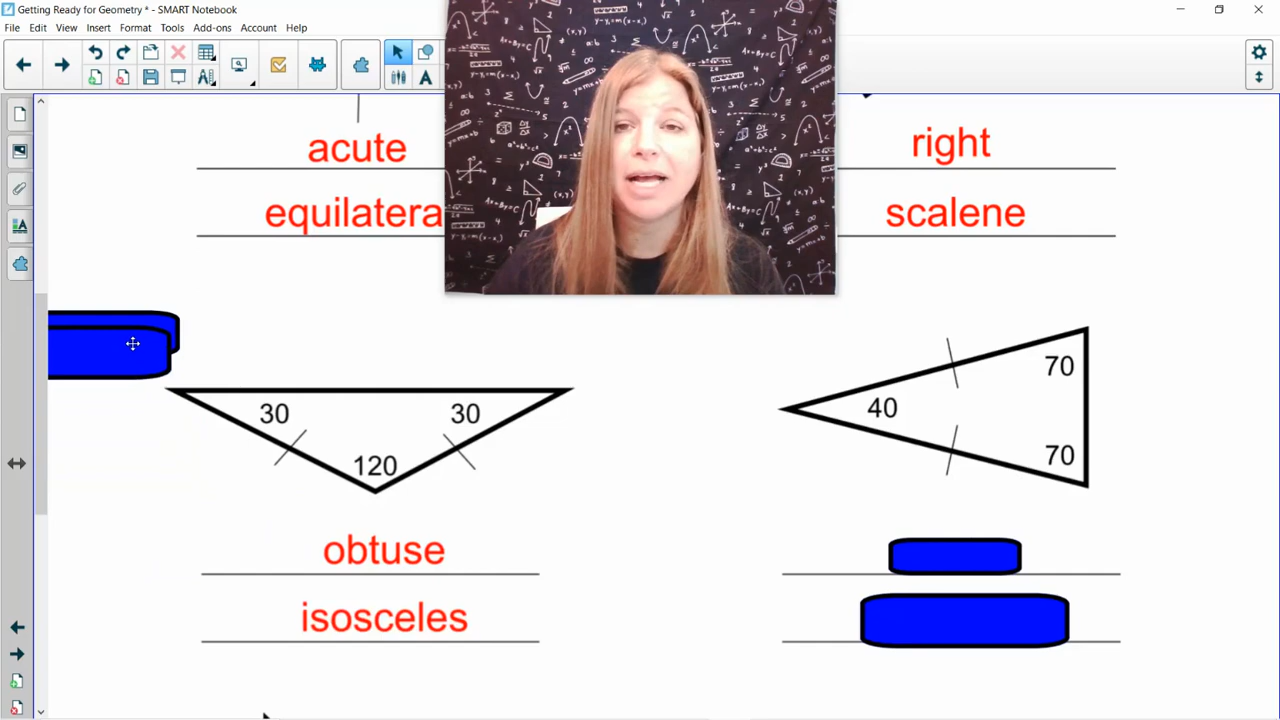 Getting Ready for Geometry * - SMART Notebook
File Edit View Insert Format Tools Add-ons Account Help
acute
equilatera
right
scalene
30
30
120
obtuse
isosceles
40
70
70